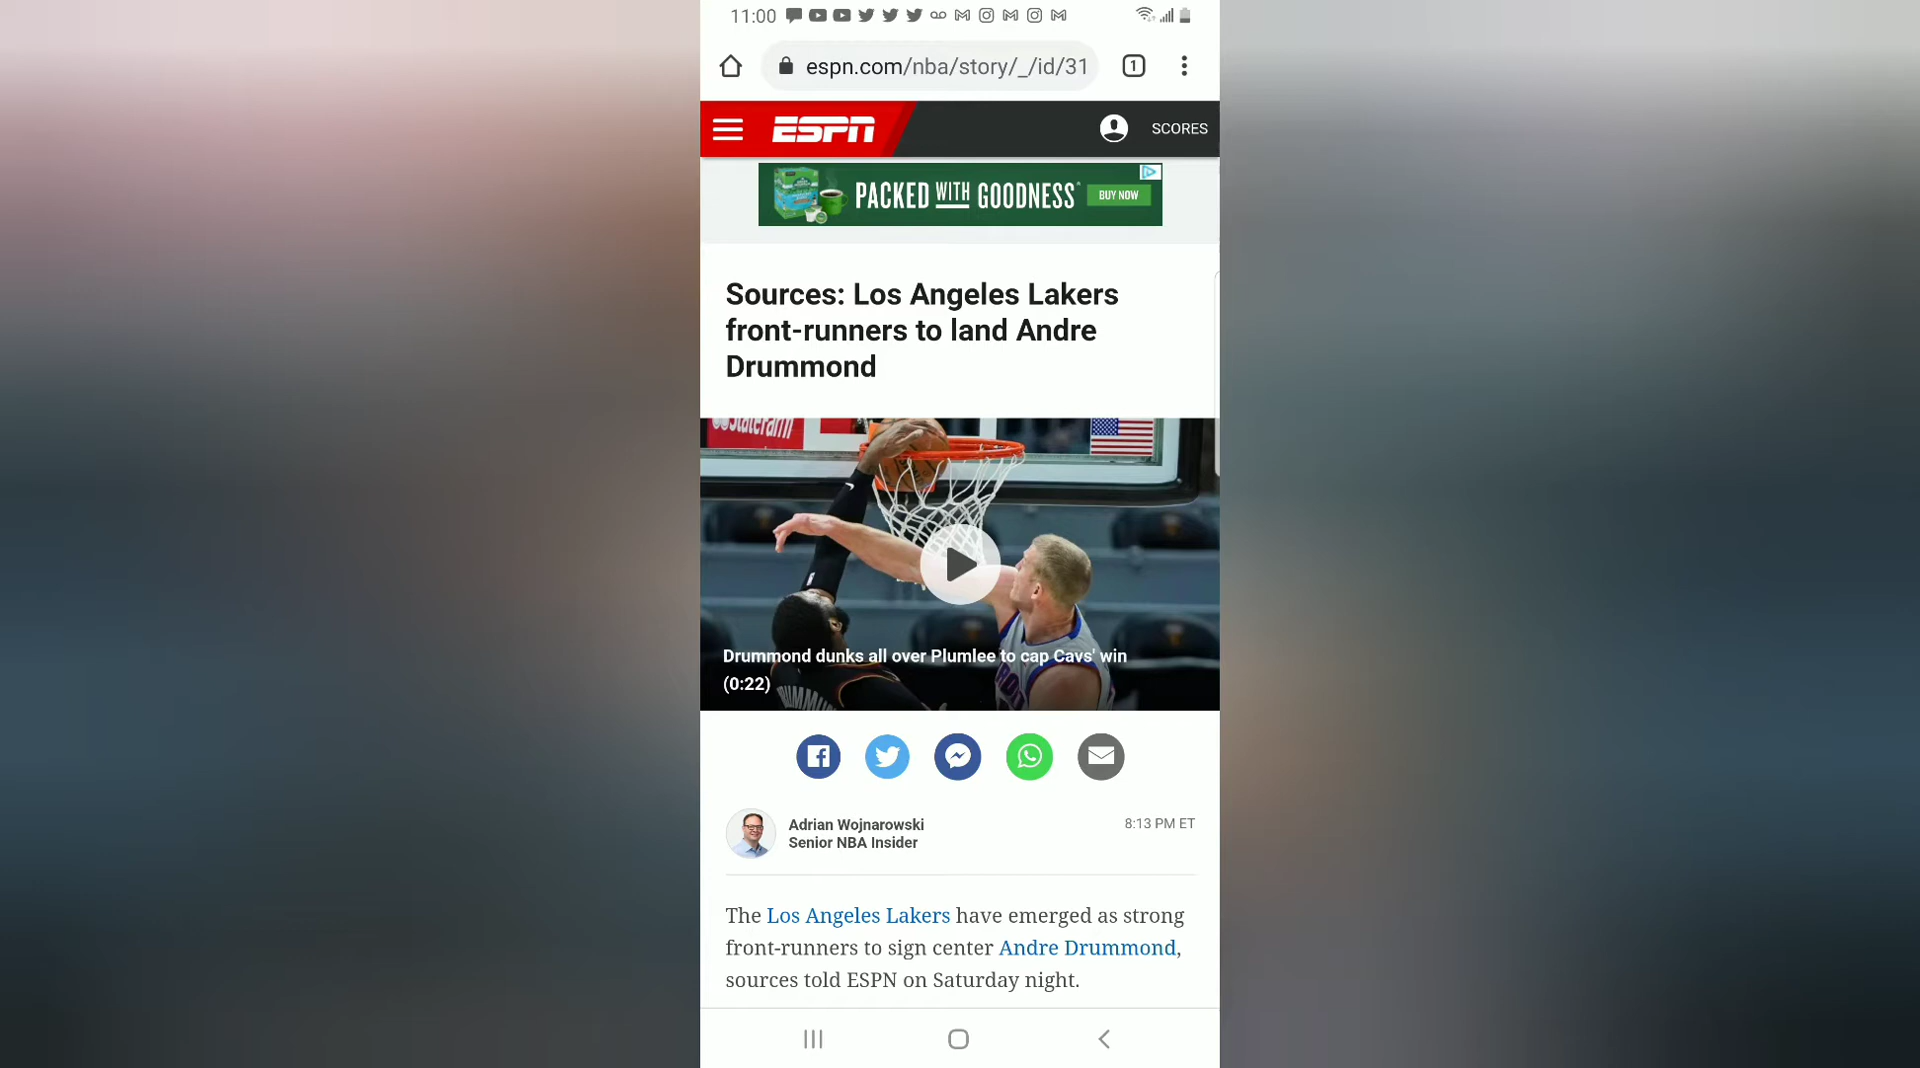 11:00
espn.com/nba/story/_/id/31
1
ESPN
SCORES
PACKED WITH GOODNESS
BUY NOW
Sources: Los Angeles Lakers
front-runners to land Andre
Drummond
StateFarm
Drummond dunks all over Plumlee to cap Cavs' win
(0:22)
Adrian Wojnarowski
8:13 PM ET
Senior NBA Insider
The Los Angeles Lakers have emerged as strong
front-runners to sign center Andre Drummond,
sources told ESPN on Saturday night.